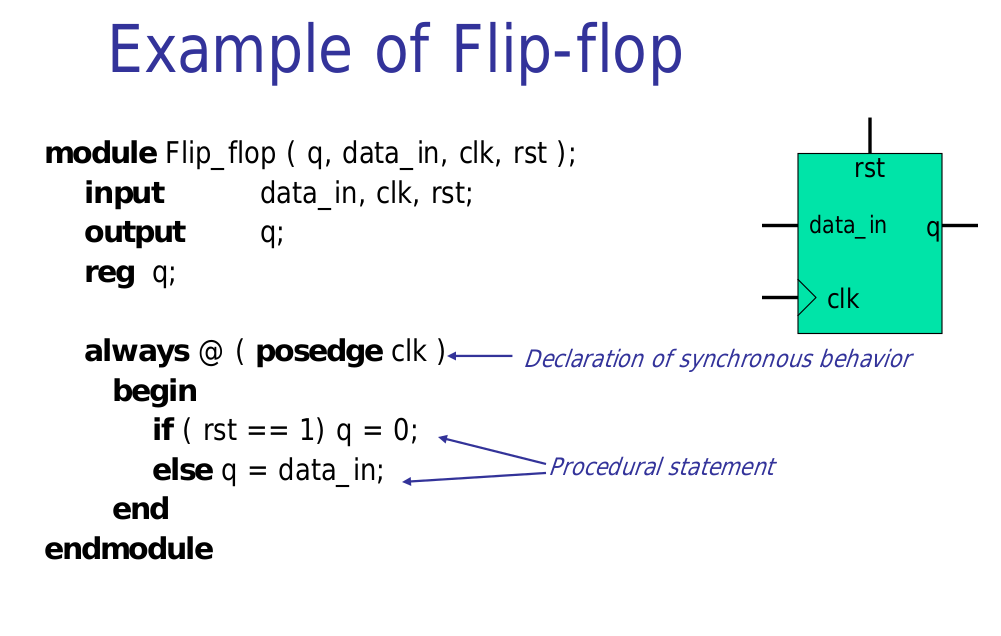 Example of Flip-flop
module Flip_flop ( q, data_in, clk, rst );
input data_in, clk, rst;
output q;
reg q;
always @ ( posedge clk )
begin
if ( rst == 1) q = 0;
else q = data_in;
end
endmodule
rst
data_in q
clk
Declaration of synchronous behavior
Procedural statement